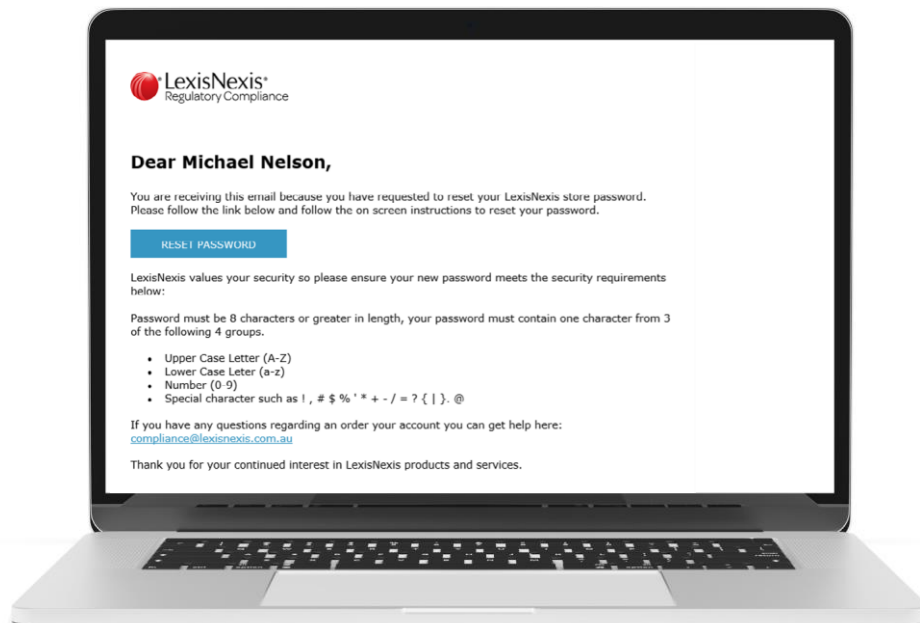 LexisNexis®
Regulatory Compliance
Dear Michael Nelson,
You are receiving this email because you have requested to reset your LexisNexis store password.
Please follow the link below and follow the on screen instructions to reset your password.
RESET PASSWORD
LexisNexis values your security so please ensure your new password meets the security requirements
below:
Password must be 8 characters or greater in length, your password must contain one character from 3
of the following 4 groups.
• Upper Case Letter (A-Z)
• Lower Case Leter (a-z)
• Number (0-9)
• Special character such as ! , # $ % ' * + - / = ? { | }. @
If you have any questions regarding an order your account you can get help here:
compliance@lexisnexis.com.au
Thank you for your continued interest in LexisNexis products and services.